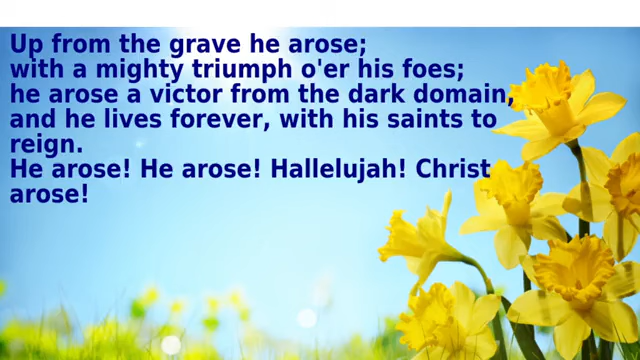 Up from the grave he arose;
with a mighty triumph o'er his foes;
he arose a victor from the dark domain,
and he lives forever, with his saints to
reign.
He arose! He arose! Hallelujah! Christ
arose!